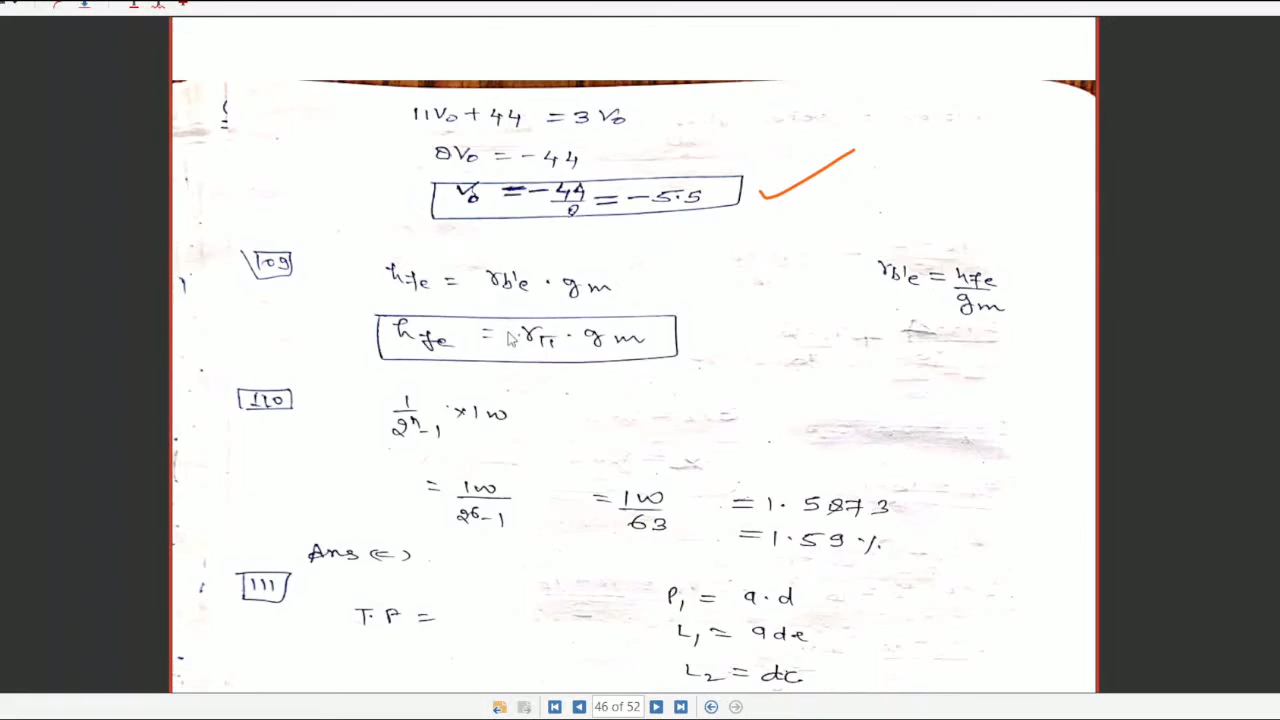 11V₀ + 44 = 3V₀
8V₀ = -44
V₀ = -44/8 = -5.5
109
hfe = rb'e · gm
rb'e = hfe/gm
hfe = rπ · gm
110
1/2ⁿ-1 × 100
= 100/2⁶-1 = 100/63 = 1.5873
= 1.59 %
Ans (c)
111
T.F =
P₁ = a.d
L₁ = ade
L₂ = dc
46 of 52